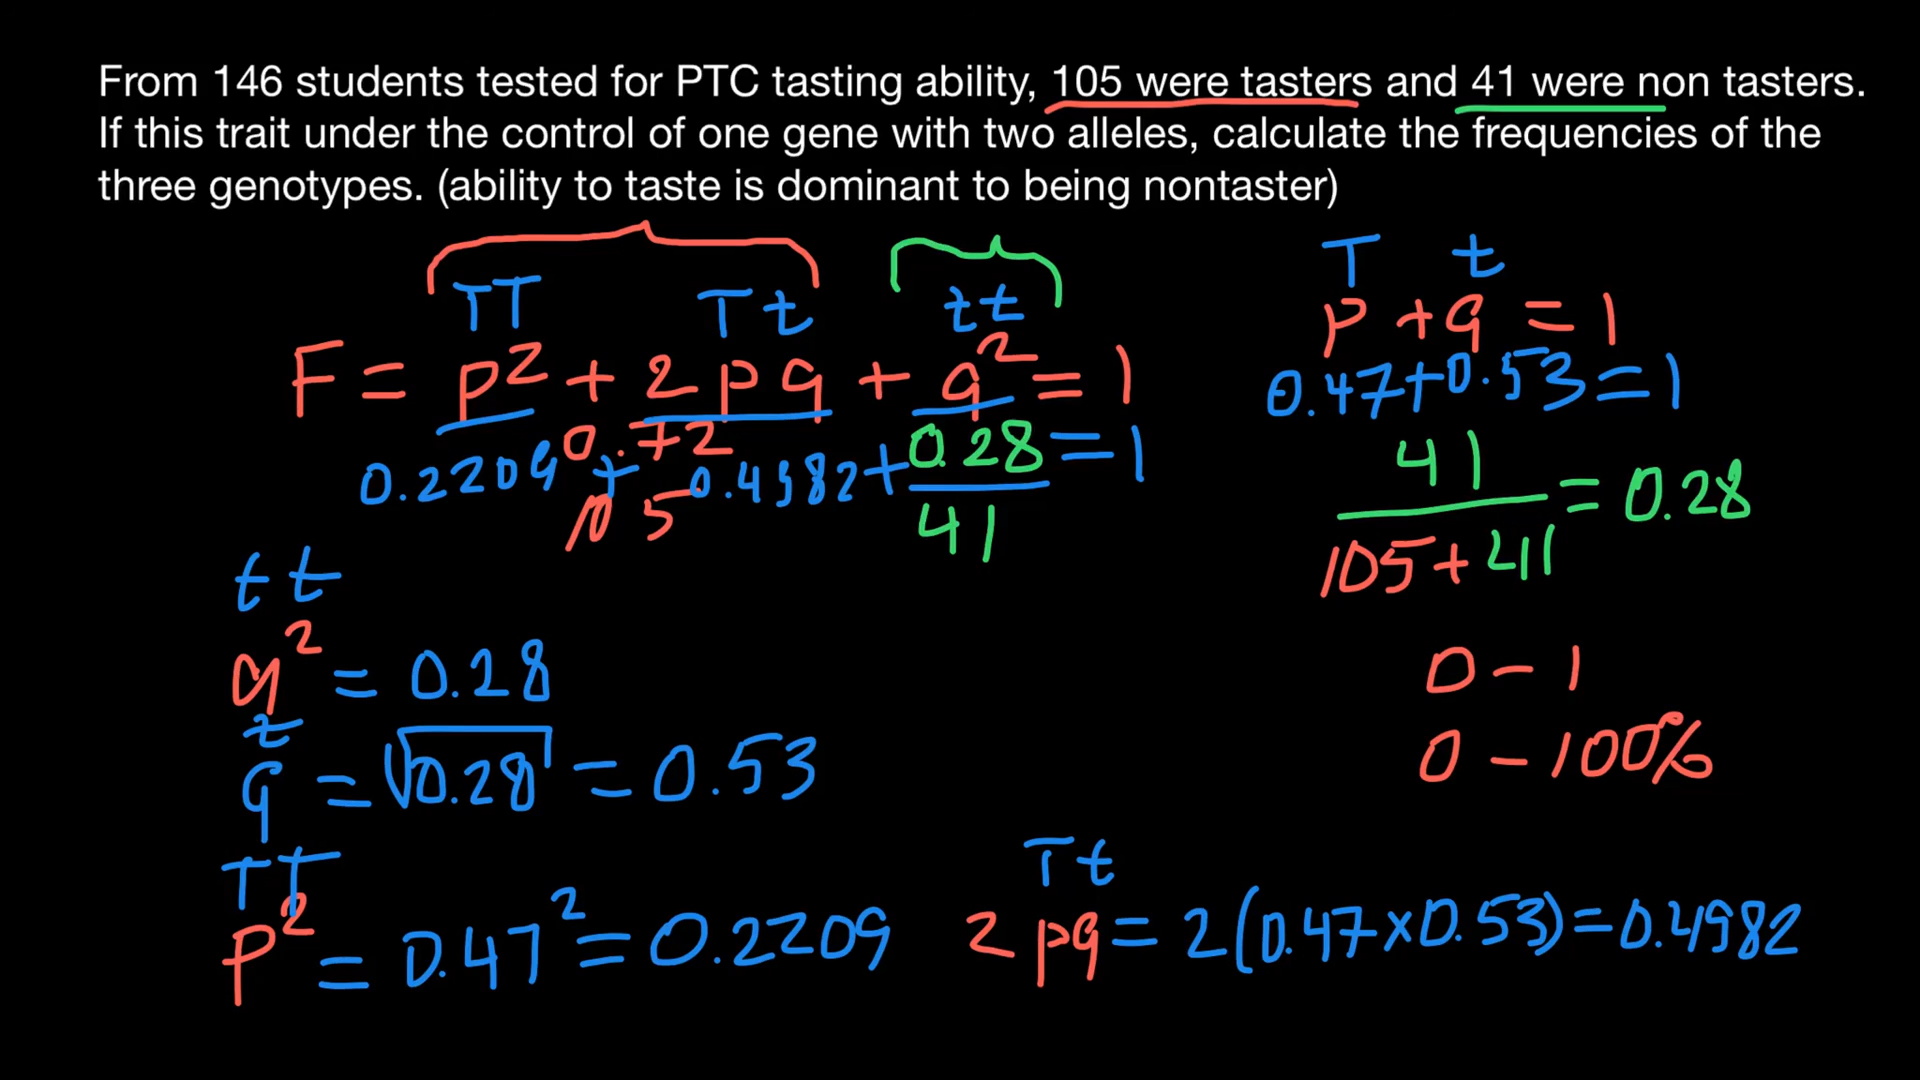 From 146 students tested for PTC tasting ability, 105 were tasters and 41 were non tasters.
If this trait under the control of one gene with two alleles, calculate the frequencies of the
three genotypes. (ability to taste is dominant to being nontaster)
TT Tt tt
F = p² + 2pq + q² = 1
0.72
0.2209 + 0.4982 + 0.28 = 1
105 41
T t
p + q = 1
0.47 + 0.53 = 1
41
105 + 41
= 0.28
0 - 1
0 - 100%
tt
q² = 0.28
t
q = √0.28 = 0.53
TT
p² = 0.47² = 0.2209
Tt
2pq = 2(0.47 x 0.53) = 0.4982